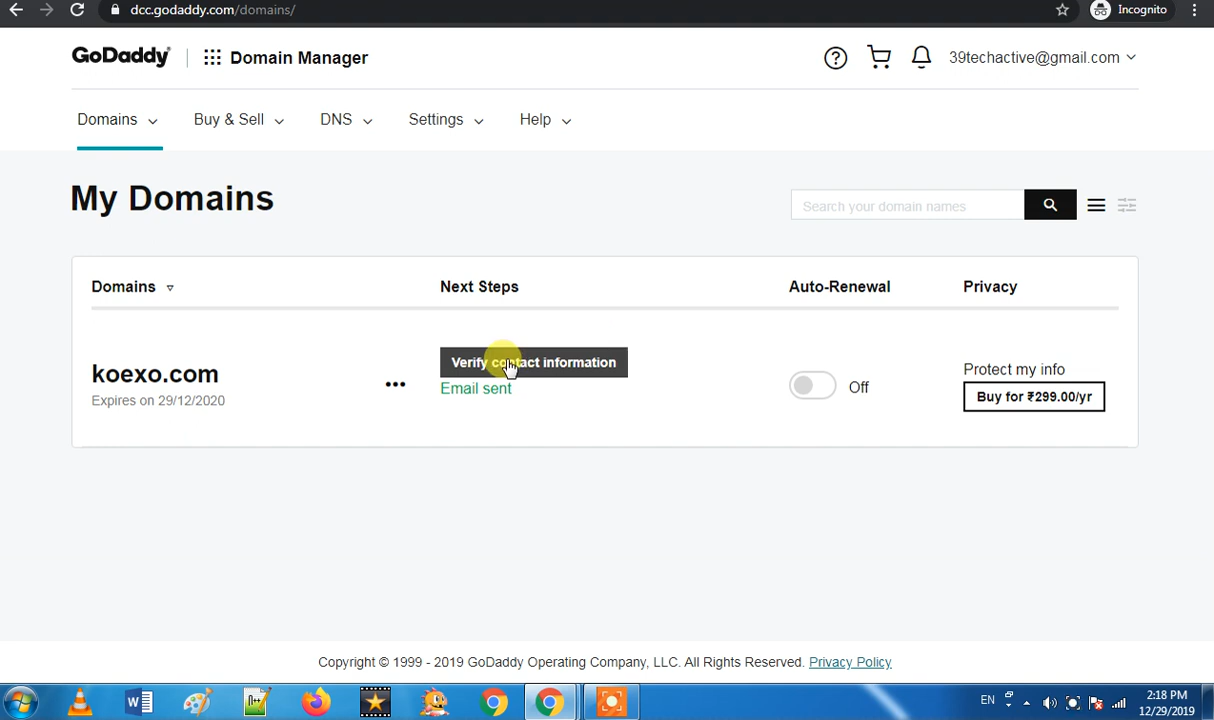 dcc.godaddy.com/domains/
Incognito
GoDaddy
Domain Manager
39techactive@gmail.com
Domains
Buy & Sell
DNS
Settings
Help
My Domains
Search your domain names
Domains
Next Steps
Auto-Renewal
Privacy
koexo.com
Expires on 29/12/2020
Verify contact information
Email sent
Off
Protect my info
Buy for ₹299.00/yr
Copyright © 1999 - 2019 GoDaddy Operating Company, LLC. All Rights Reserved. Privacy Policy
EN
2:18 PM
12/29/2019